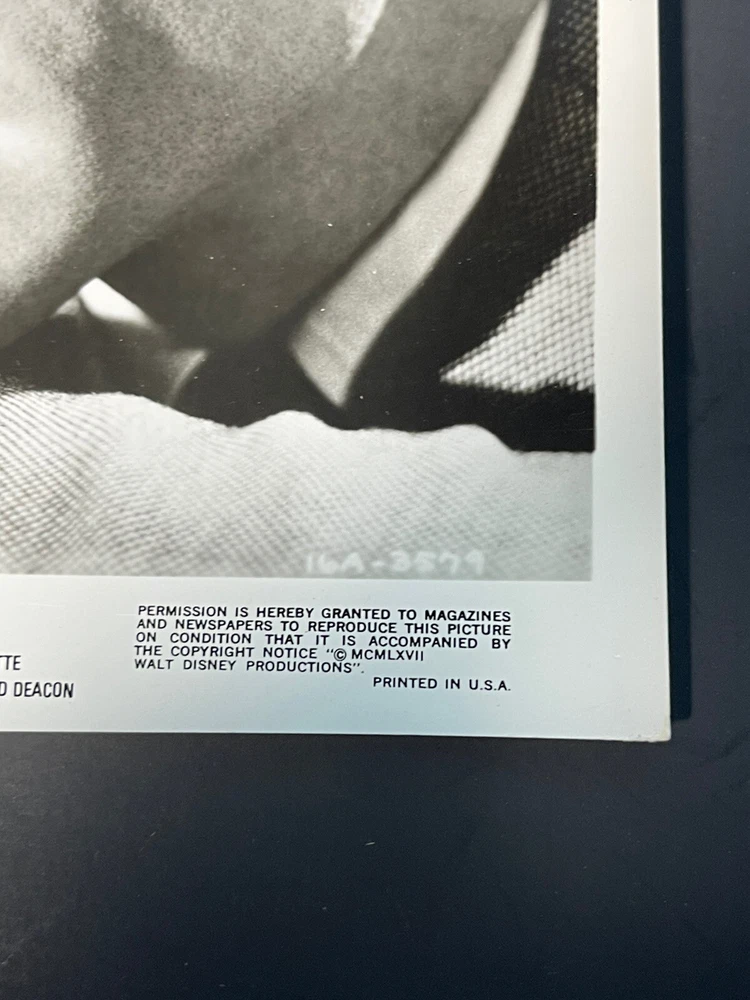 16A-3579
PERMISSION IS HEREBY GRANTED TO MAGAZINES
AND NEWSPAPERS TO REPRODUCE THIS PICTURE
ON CONDITION THAT IT IS ACCOMPANIED BY
THE COPYRIGHT NOTICE "© MCMLXVII
WALT DISNEY PRODUCTIONS".
PRINTED IN U.S.A.
TTE
D DEACON